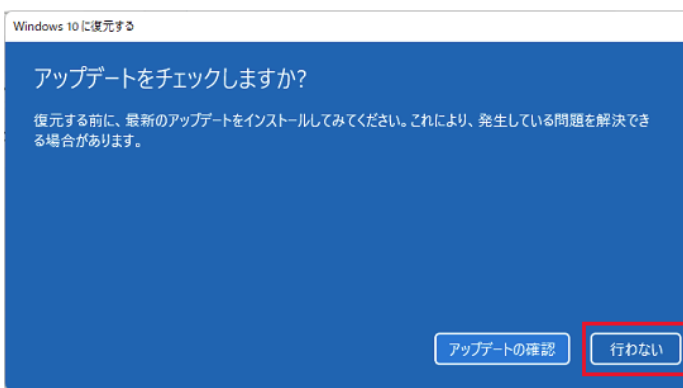 Windows 10 に復元する
アップデートをチェックしますか?
復元する前に、最新のアップデートをインストールしてみてください。これにより、発生している問題を解決でき
る場合があります。
アップデートの確認
行わない